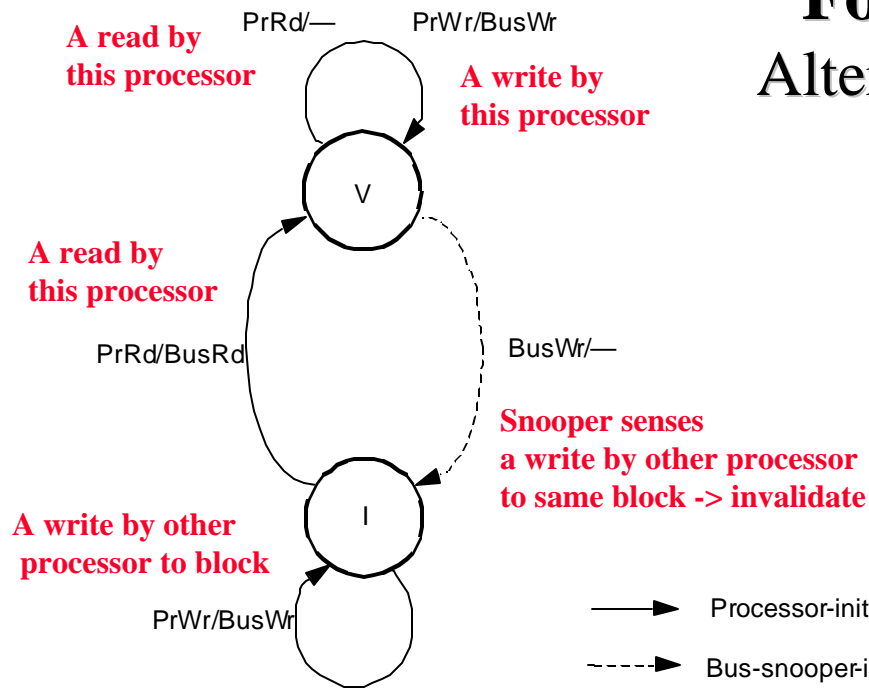 PrRd/—
PrWr/BusWr
A read by
this processor
A write by
this processor
V
A read by
this processor
PrRd/BusRd
BusWr/—
Snooper senses
a write by other processor
to same block -> invalidate
I
A write by other
processor to block
PrWr/BusWr
Processor-init
Bus-snooper-i